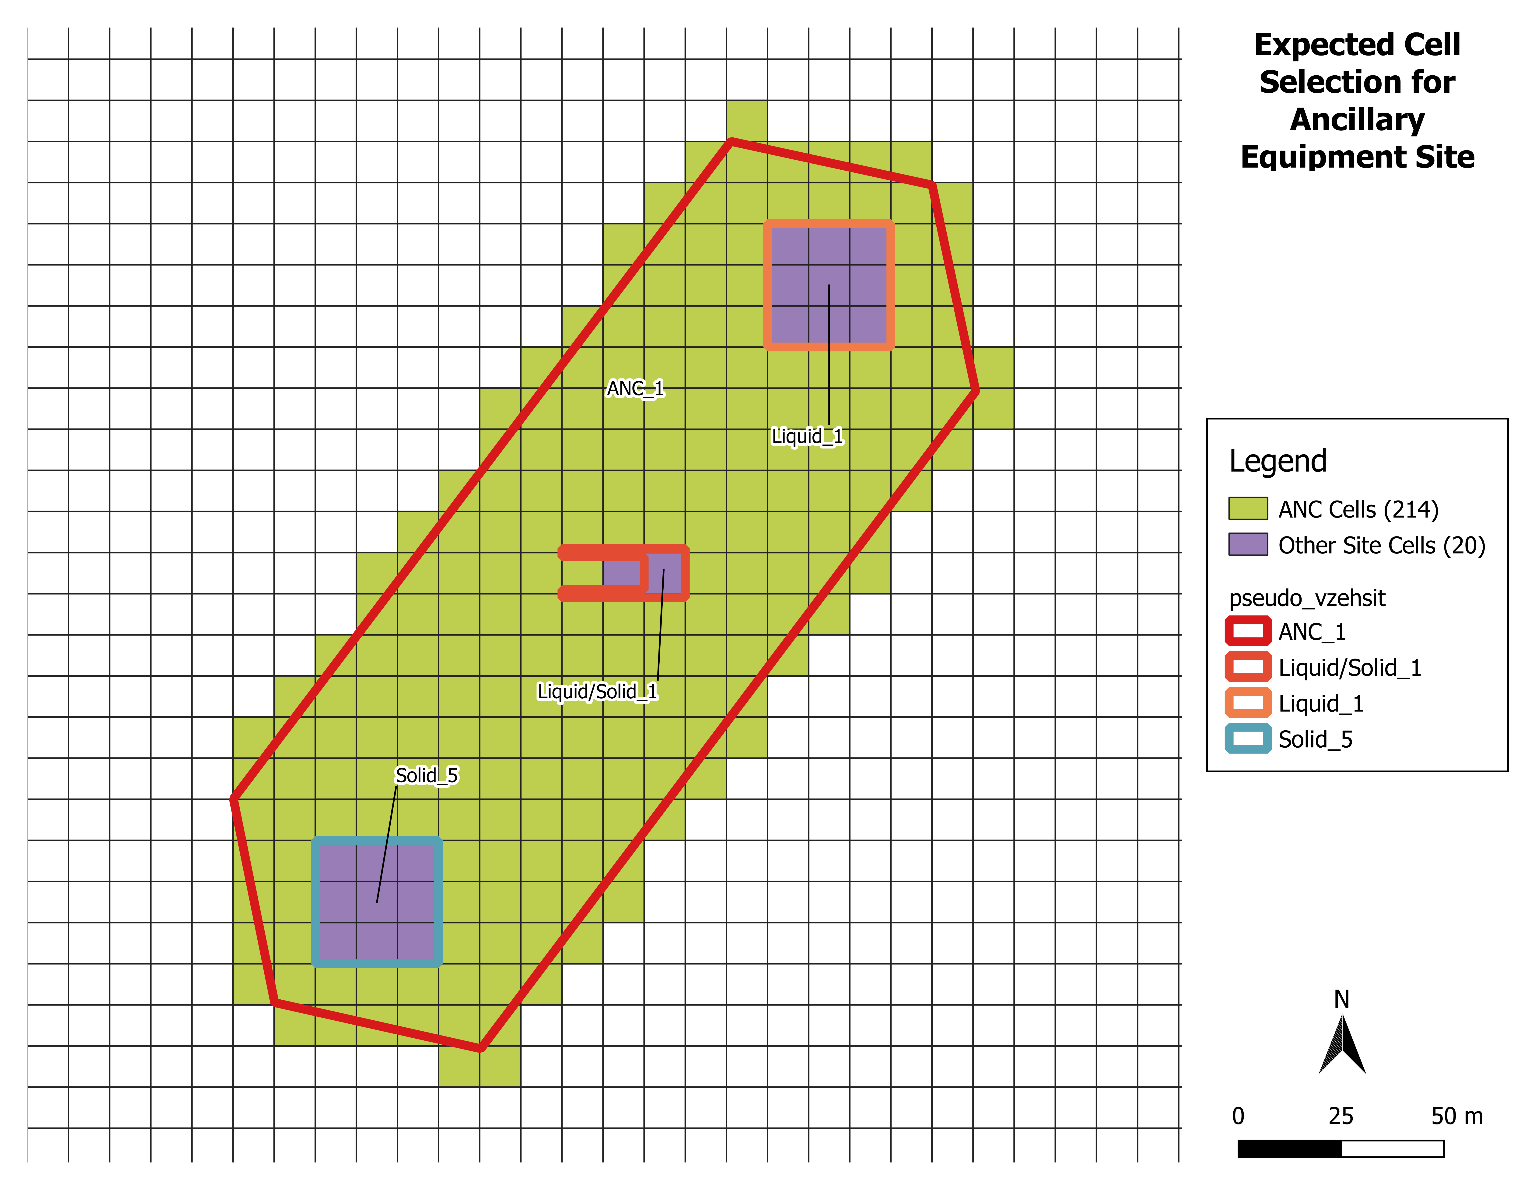 Expected Cell
Selection for
Ancillary
Equipment Site
ANC_1
Liquid_1
Liquid/Solid_1
Solid_5
Legend
ANC Cells (214)
Other Site Cells (20)
pseudo_vzehsit
ANC_1
Liquid/Solid_1
Liquid_1
Solid_5
N
0 25 50 m